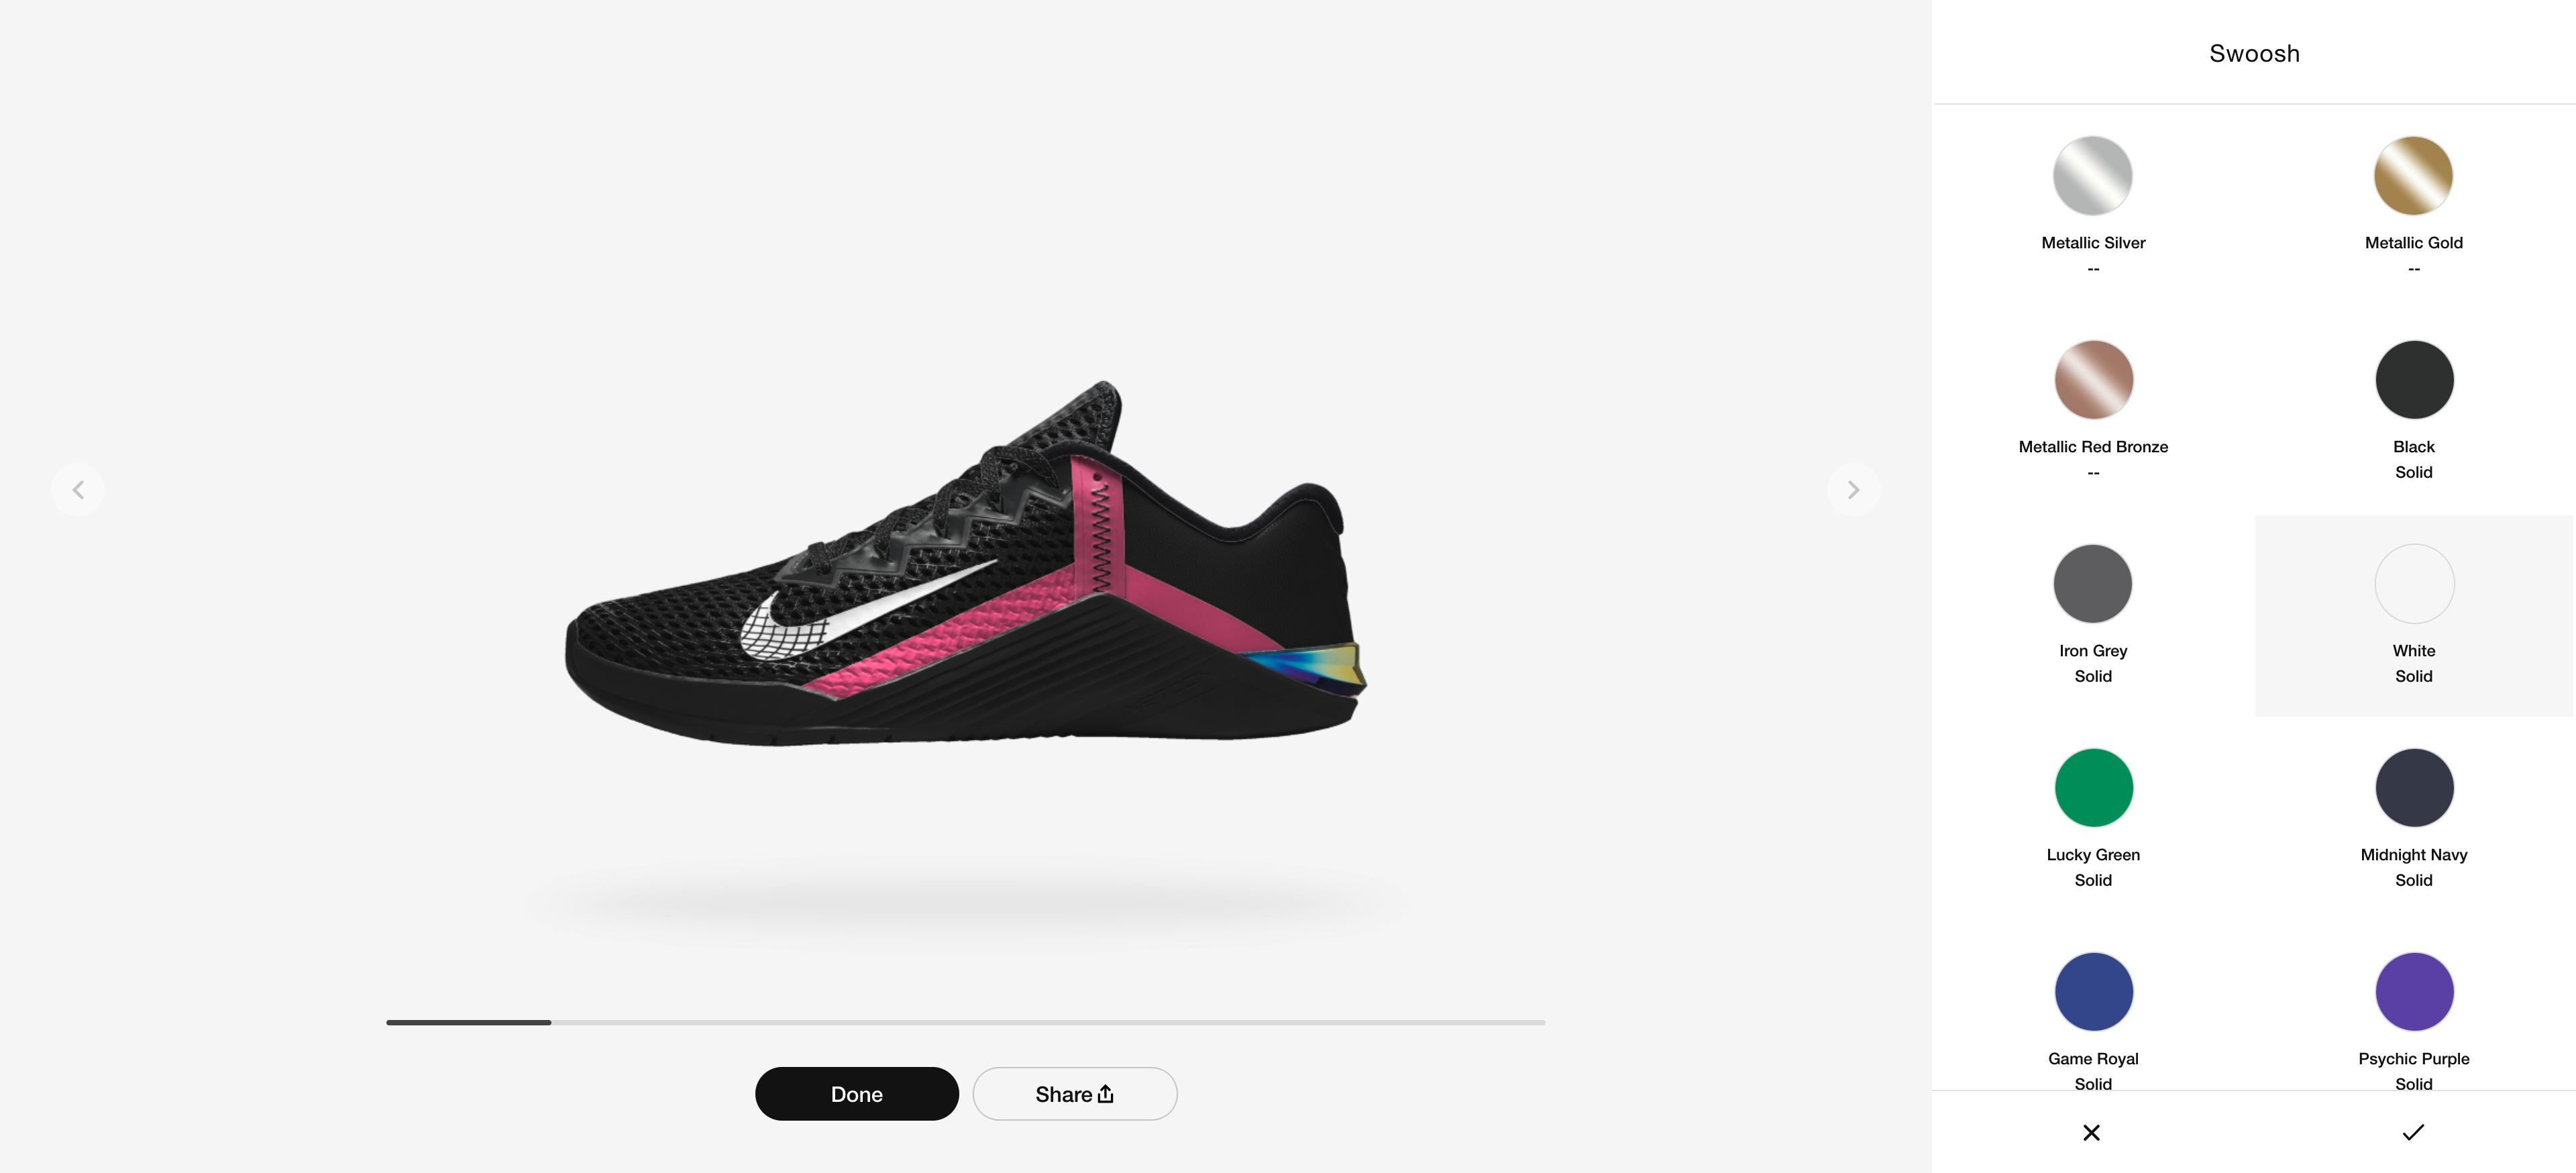 Swoosh
Metallic Silver
--
Metallic Gold
--
Metallic Red Bronze
--
Black
Solid
Iron Grey
Solid
White
Solid
Lucky Green
Solid
Midnight Navy
Solid
Game Royal
Solid
Psychic Purple
Solid
Done
Share